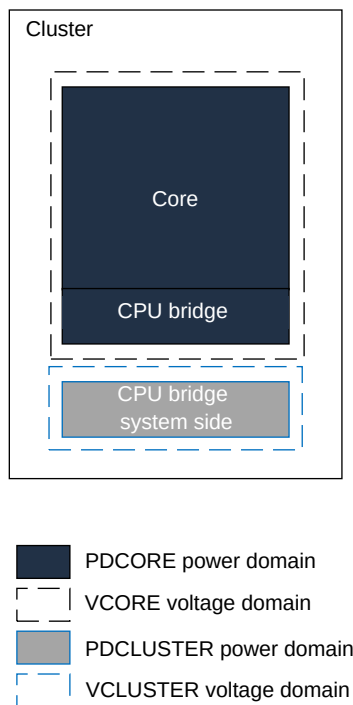 Cluster
Core
CPU bridge
CPU bridge
system side
PDCORE power domain
VCORE voltage domain
PDCLUSTER power domain
VCLUSTER voltage domain